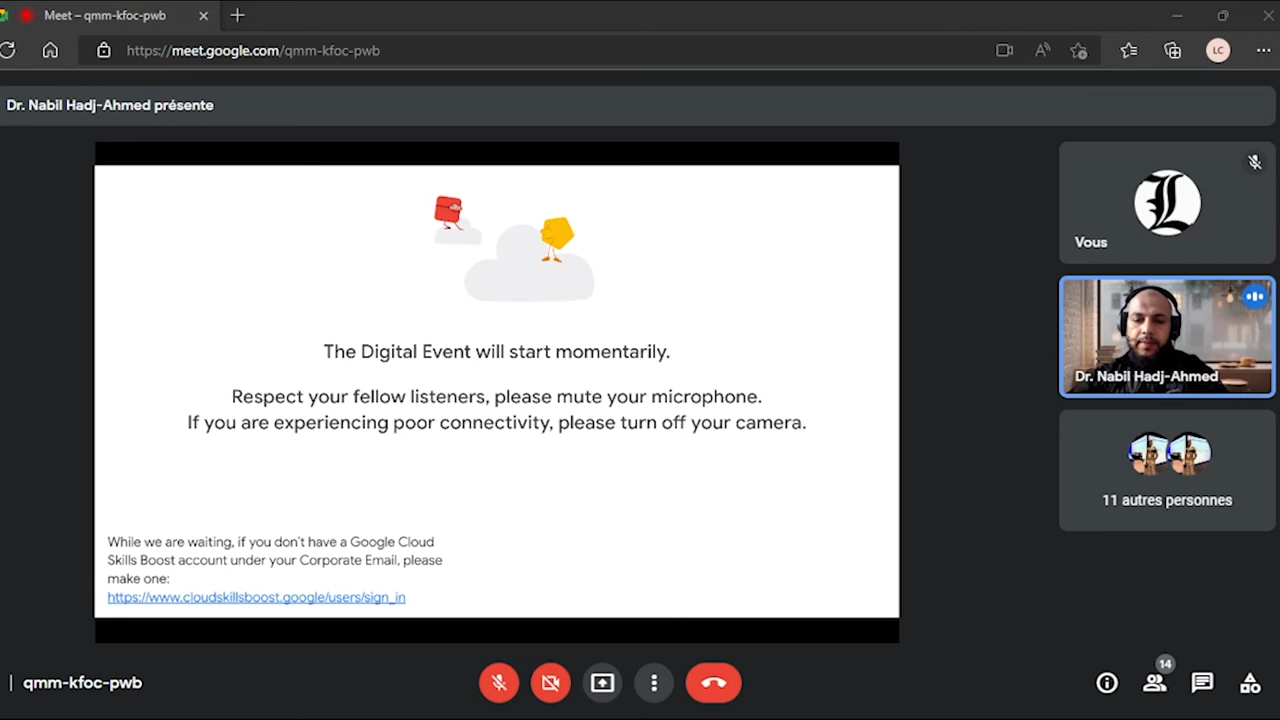 Meet – qmm-kfoc-pwb
https://meet.google.com/qmm-kfoc-pwb
LC
Dr. Nabil Hadj-Ahmed présente
The Digital Event will start momentarily.
Respect your fellow listeners, please mute your microphone.
If you are experiencing poor connectivity, please turn off your camera.
While we are waiting, if you don't have a Google Cloud
Skills Boost account under your Corporate Email, please
make one:
https://www.cloudskillsboost.google/users/sign_in
L
Vous
Dr. Nabil Hadj-Ahmed
11 autres personnes
| qmm-kfoc-pwb
14